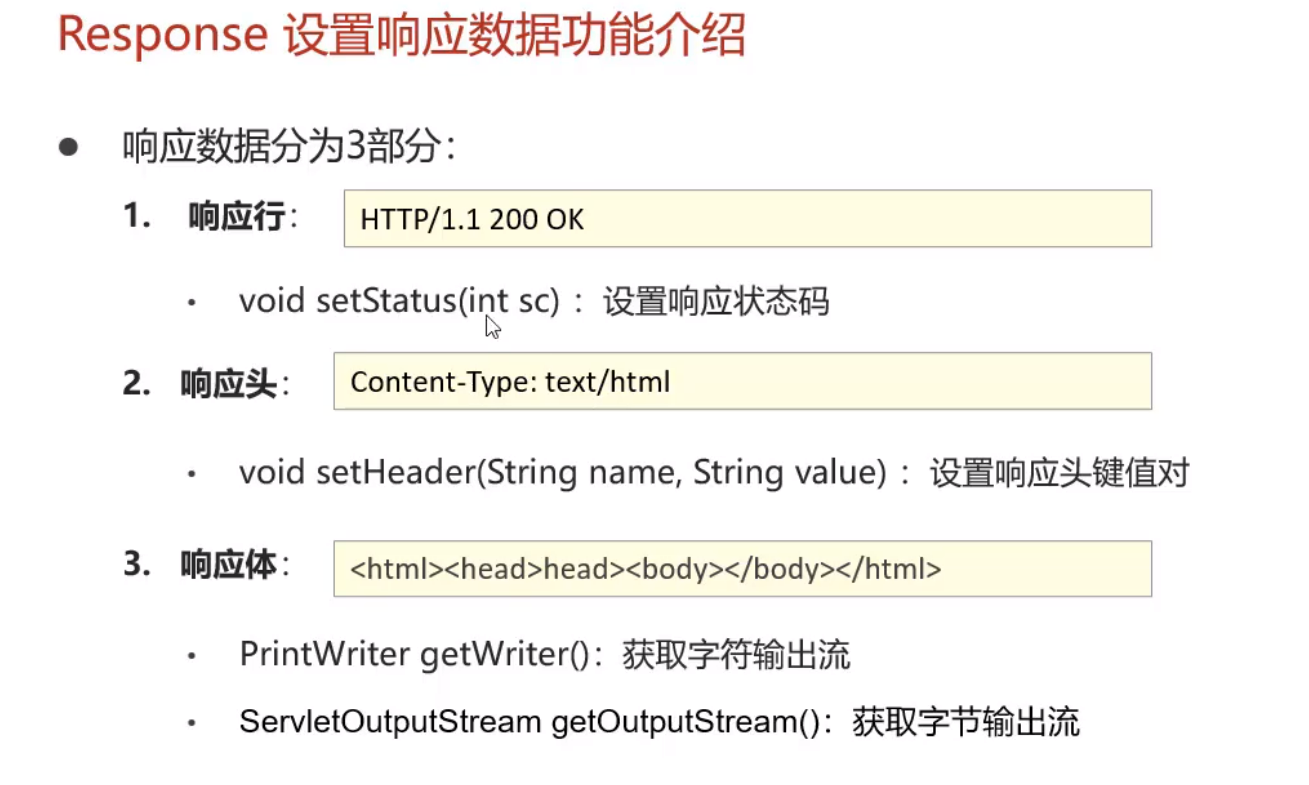 Response 设置响应数据功能介绍
● 响应数据分为3部分：
1. 响应行： HTTP/1.1 200 OK
• void setStatus(int sc) ：设置响应状态码
2. 响应头： Content-Type: text/html
• void setHeader(String name, String value) ：设置响应头键值对
3. 响应体： <html><head>head><body></body></html>
• PrintWriter getWriter()：获取字符输出流
• ServletOutputStream getOutputStream()：获取字节输出流